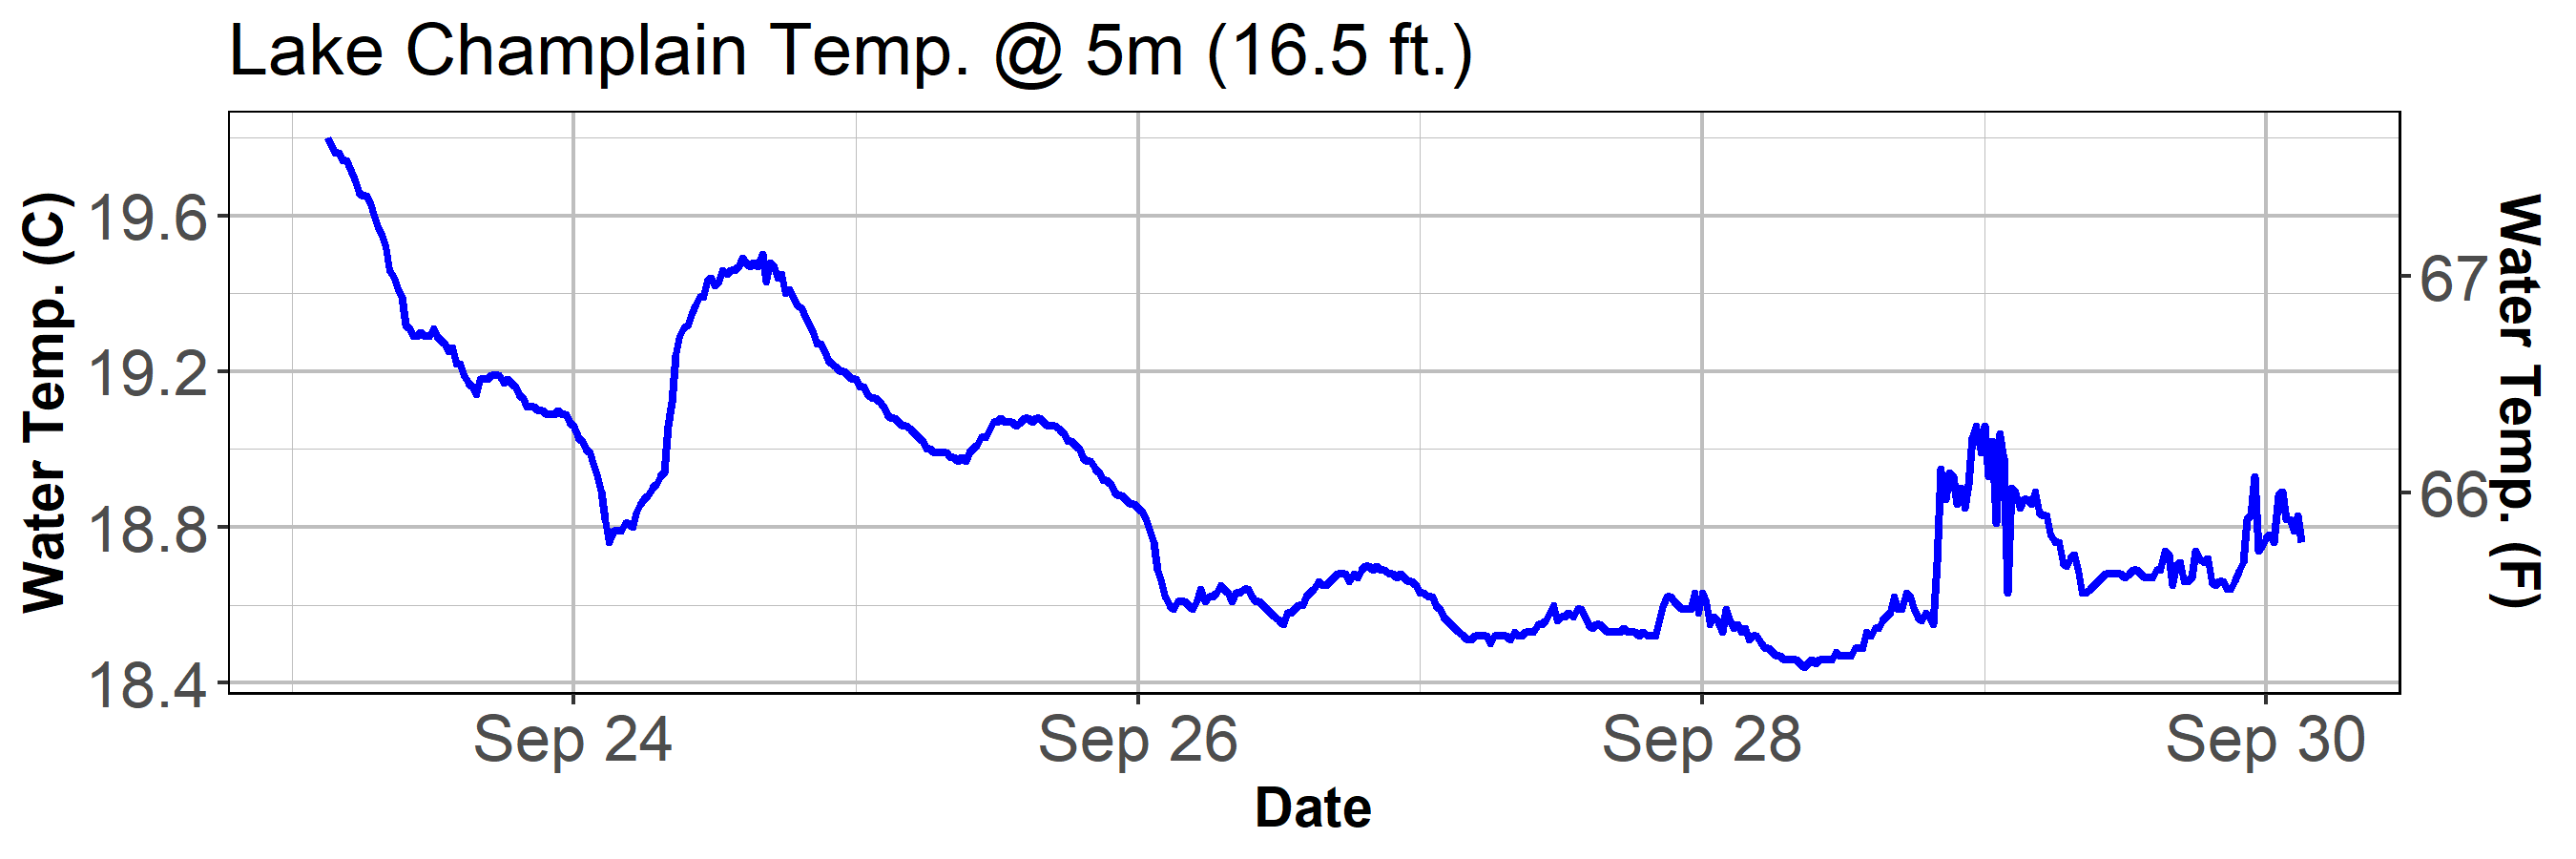 Lake Champlain Temp. @ 5m (16.5 ft.)
Water Temp. (C)
19.6
19.2
18.8
18.4
67
66
Water Temp. (F)
Sep 24 Sep 26 Sep 28 Sep 30
Date